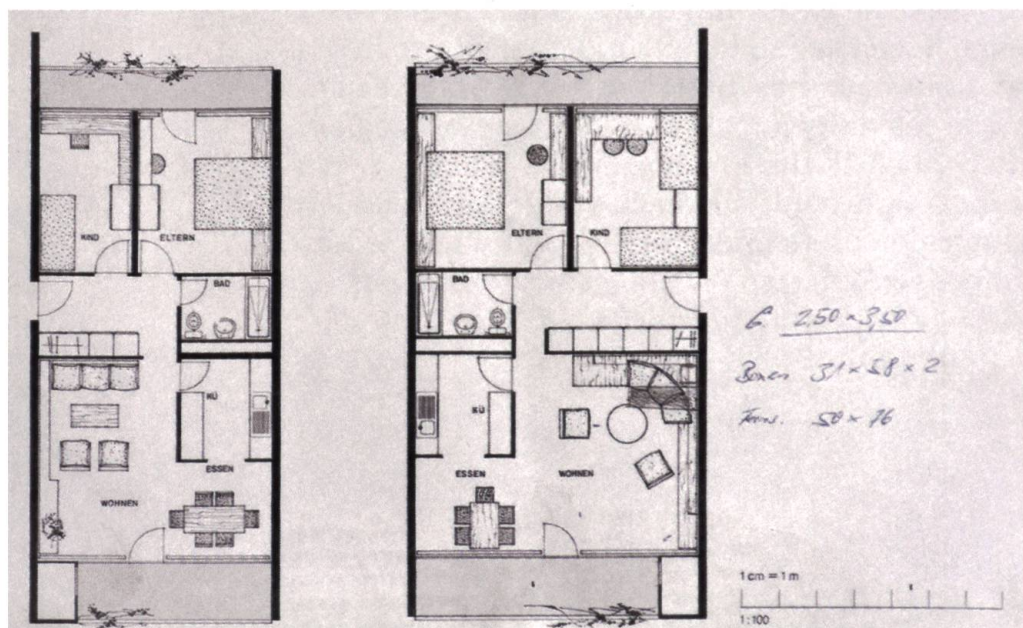 KIND
ELTERN
BAD
KÜ
ESSEN
WOHNEN
ELTERN
KIND
BAD
KÜ
ESSEN
WOHNEN
2,50 × 3,50
31 × 58 × 2
50 × 76
1 cm = 1 m
1:100